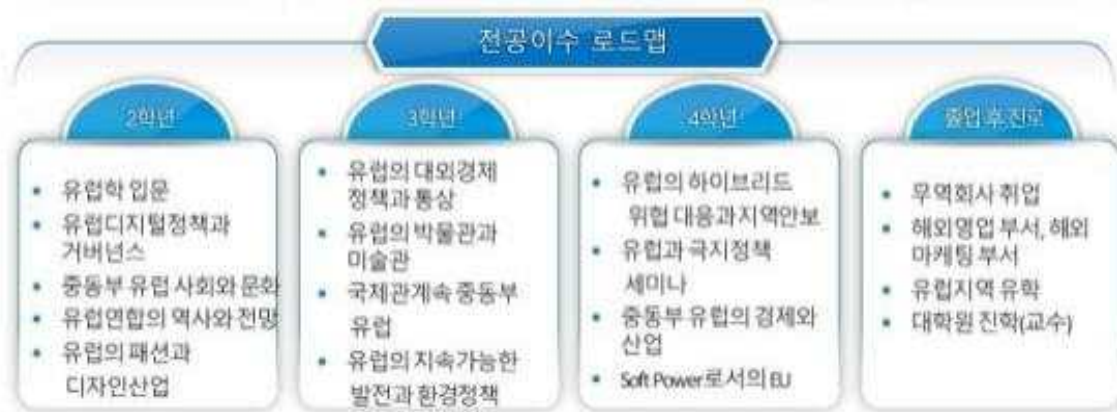 전공이수 로드맵
2학년
• 유럽학 입문
• 유럽디지털정책과
거버넌스
• 중동부 유럽 사회와 문화
• 유럽연합의 역사와 전망
• 유럽의 패션과
디자인산업
3학년
• 유럽의 대외경제
정책과 통상
• 유럽의 박물관과
미술관
• 국제관계속 중동부
유럽
• 유럽의 지속가능한
발전과 환경정책
4학년
• 유럽의 하이브리드
위협 대응과지역안보
• 유럽과 극지정책
세미나
• 중동부 유럽의 경제와
산업
• Soft Power로서의 EU
졸업 후 진로
• 무역회사 취업
• 해외영업 부서, 해외
마케팅 부서
• 유럽지역 유학
• 대학원 진학(교수)